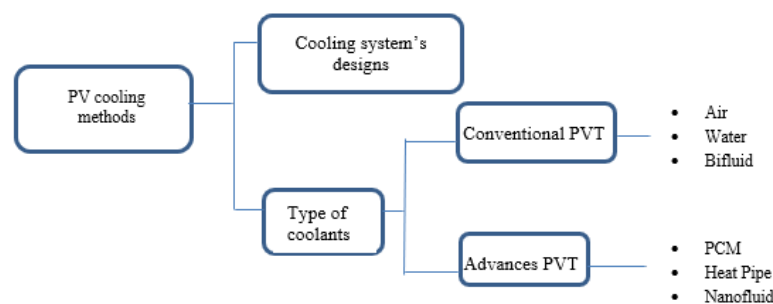 Cooling system's
designs
PV cooling
methods
Conventional PVT
• Air
• Water
• Bifluid
Type of
coolants
Advances PVT
• PCM
• Heat Pipe
• Nanofluid